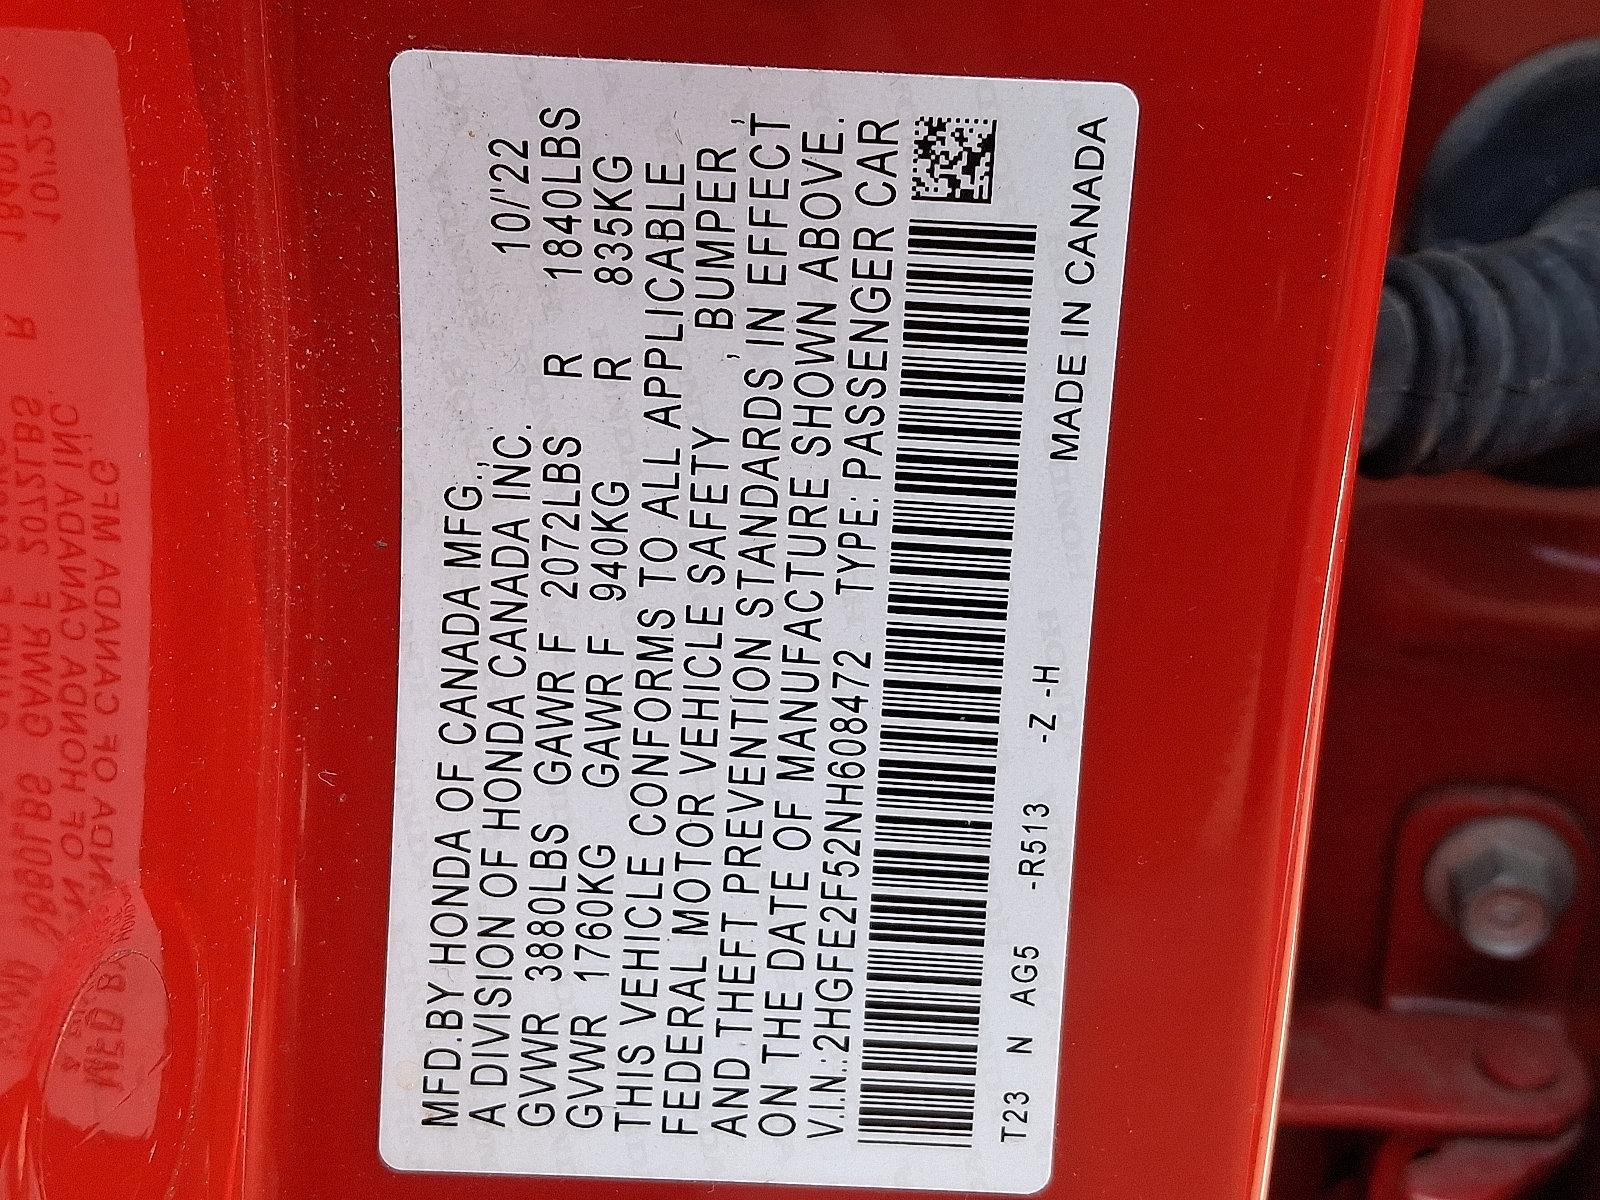 MFD.BY HONDA OF CANADA MFG.,
A DIVISION OF HONDA CANADA INC. 10/'22
GVWR 3880LBS GAWR F 2072LBS R 1840LBS
GVWR 1760KG GAWR F 940KG R 835KG
THIS VEHICLE CONFORMS TO ALL APPLICABLE
FEDERAL MOTOR VEHICLE SAFETY , BUMPER ,
AND THEFT PREVENTION STANDARDS IN EFFECT
ON THE DATE OF MANUFACTURE SHOWN ABOVE.
V.I.N.:2HGFE2F52NH608472 TYPE: PASSENGER CAR
T23 N AG5 -R513 -Z -H MADE IN CANADA